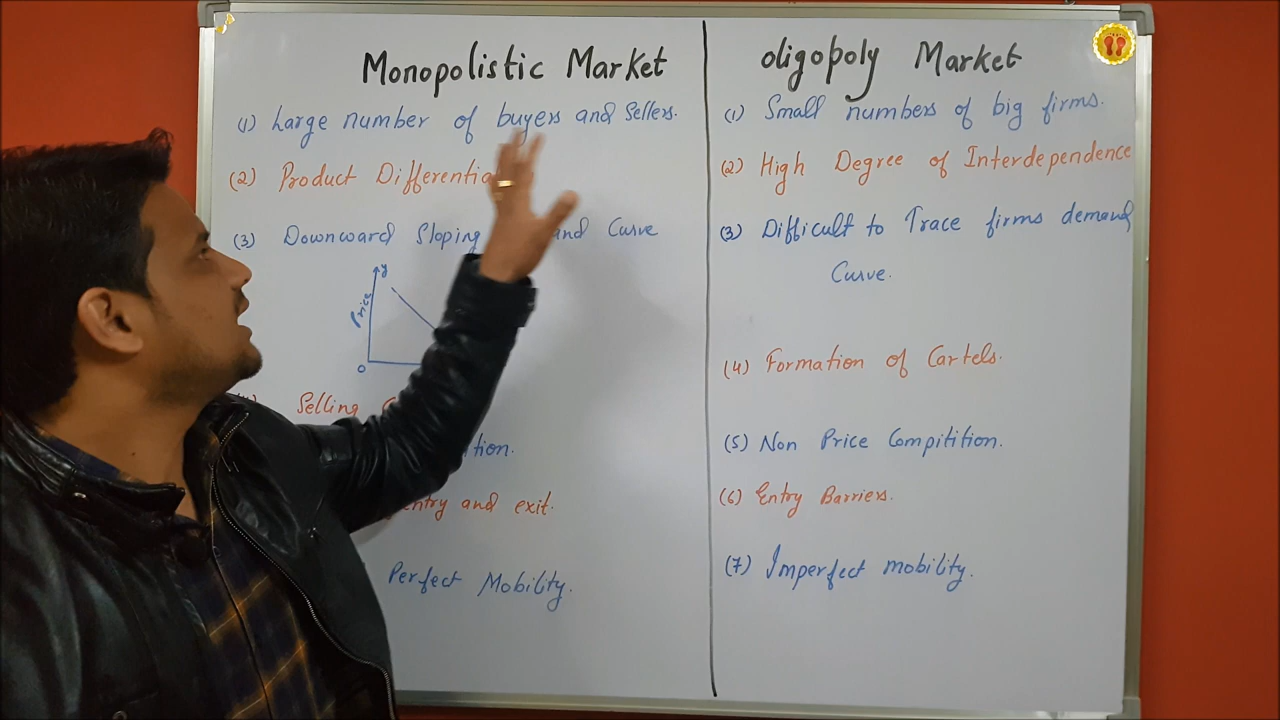 Monopolistic Market
(1) Large number of buyers and Sellers.
(2) Product Differentia
(3) Downward Sloping and Curve
y
Price
o
Selling
tion.
entry and exit.
Perfect Mobility.
oligopoly Market
(1) Small numbers of big firms.
(2) High Degree of Interdependence
(3) Difficult to Trace firms demand
Curve.
(4) Formation of Cartels.
(5) Non Price Compitition.
(6) Entry Barriers.
(7) Imperfect mobility.